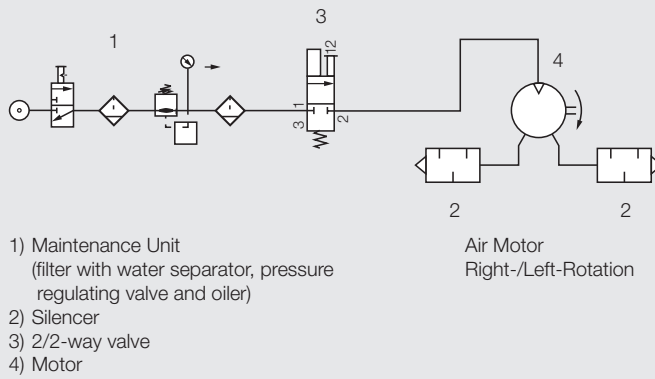 1
3
12
1
3
2
4
2
2
1) Maintenance Unit
(filter with water separator, pressure
regulating valve and oiler)
2) Silencer
3) 2/2-way valve
4) Motor
Air Motor
Right-/Left-Rotation